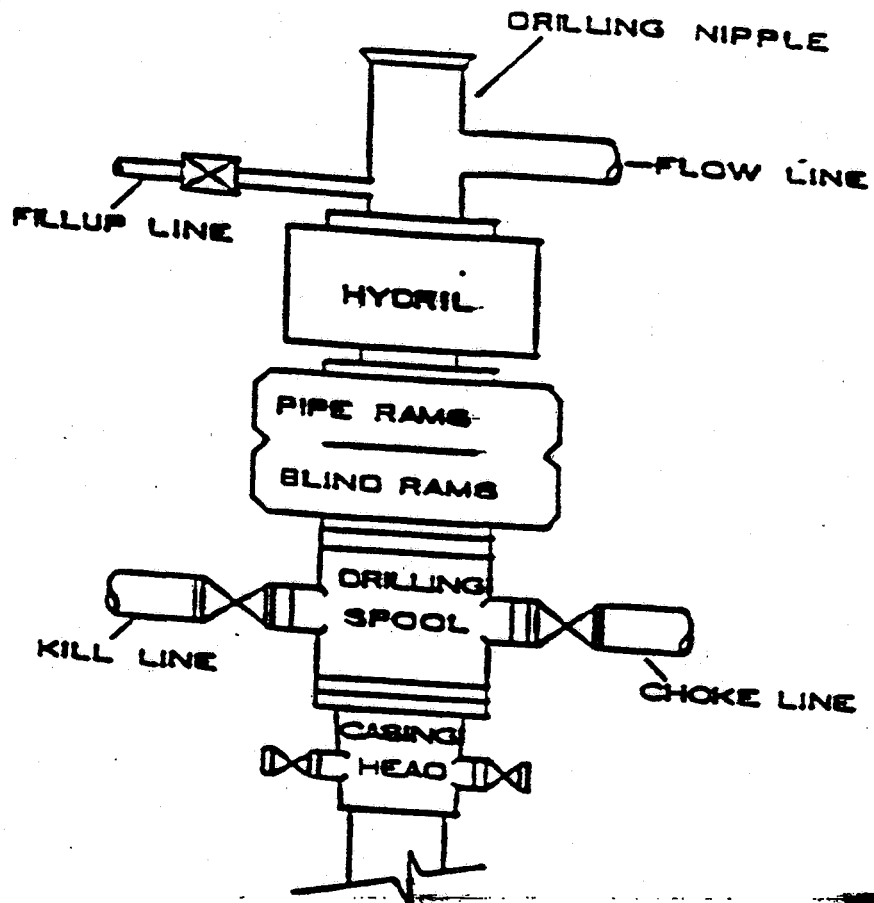 DRILLING NIPPLE
FLOW LINE
FILLUP LINE
HYDRIL
PIPE RAMS
BLIND RAMS
DRILLING
SPOOL
KILL LINE
CHOKE LINE
CASING
HEAD